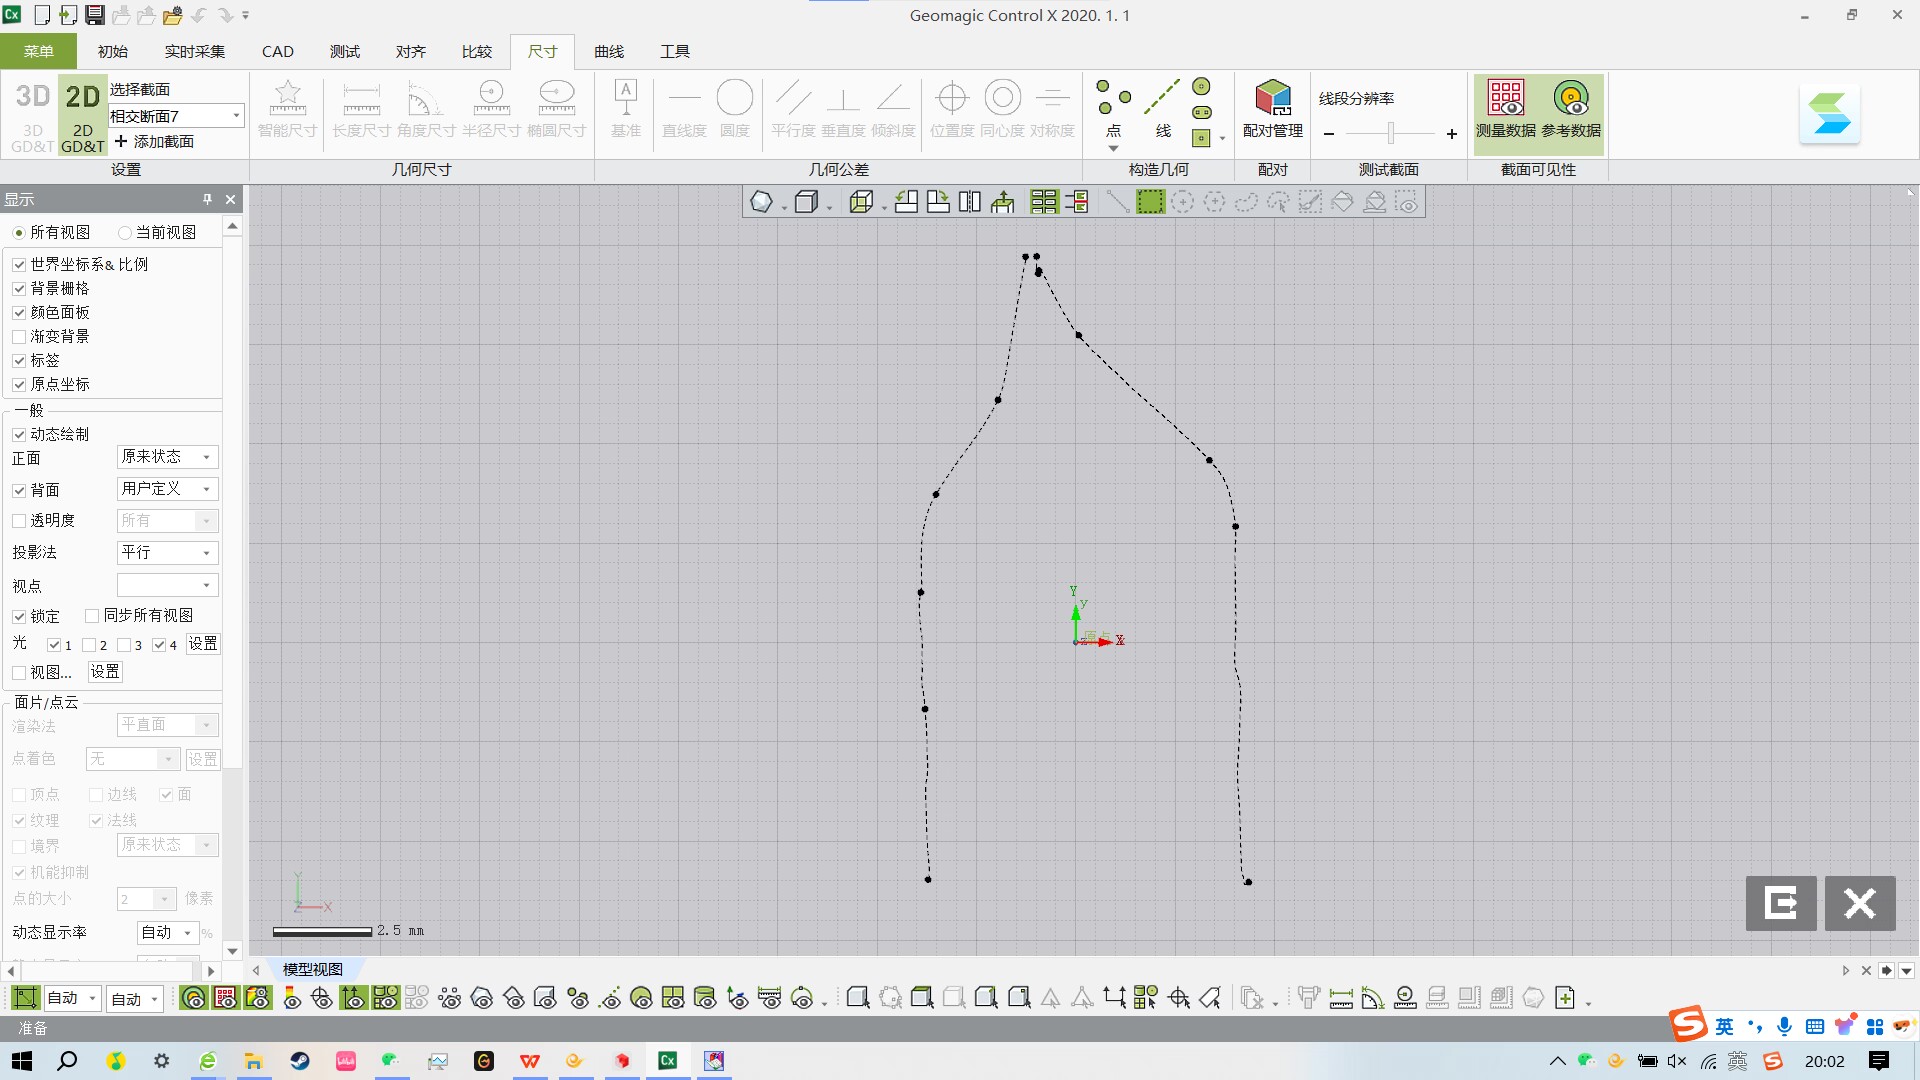 Geomagic Control X 2020. 1. 1
菜单 初始 实时采集 CAD 测试 对齐 比较 尺寸 曲线 工具
3D 2D 选择截面
相交断面7
3D GD&T 2D GD&T 添加截面
智能尺寸 长度尺寸 角度尺寸 半径尺寸 椭圆尺寸 基准 直线度 圆度 平行度 垂直度 倾斜度 位置度 同心度 对称度 点 线 配对管理 线段分辨率 测量数据 参考数据
设置 几何尺寸 几何公差 构造几何 配对 测试截面 截面可见性
显示
所有视图 当前视图
世界坐标系& 比例
背景栅格
颜色面板
渐变背景
标签
原点坐标
一般
动态绘制
正面 原来状态
背面 用户定义
透明度 所有
投影法 平行
视点
锁定 同步所有视图
光 1 2 3 4 设置
视图... 设置
面片/点云
渲染法 平直面
点着色 无 设置
顶点 边线 面
纹理 法线
境界 原来状态
机能抑制
点的大小 2 像素
动态显示率 自动 %
Y
y
X
Y
Z X
2.5 mm
模型视图
自动 自动
准备
英
英 20:02